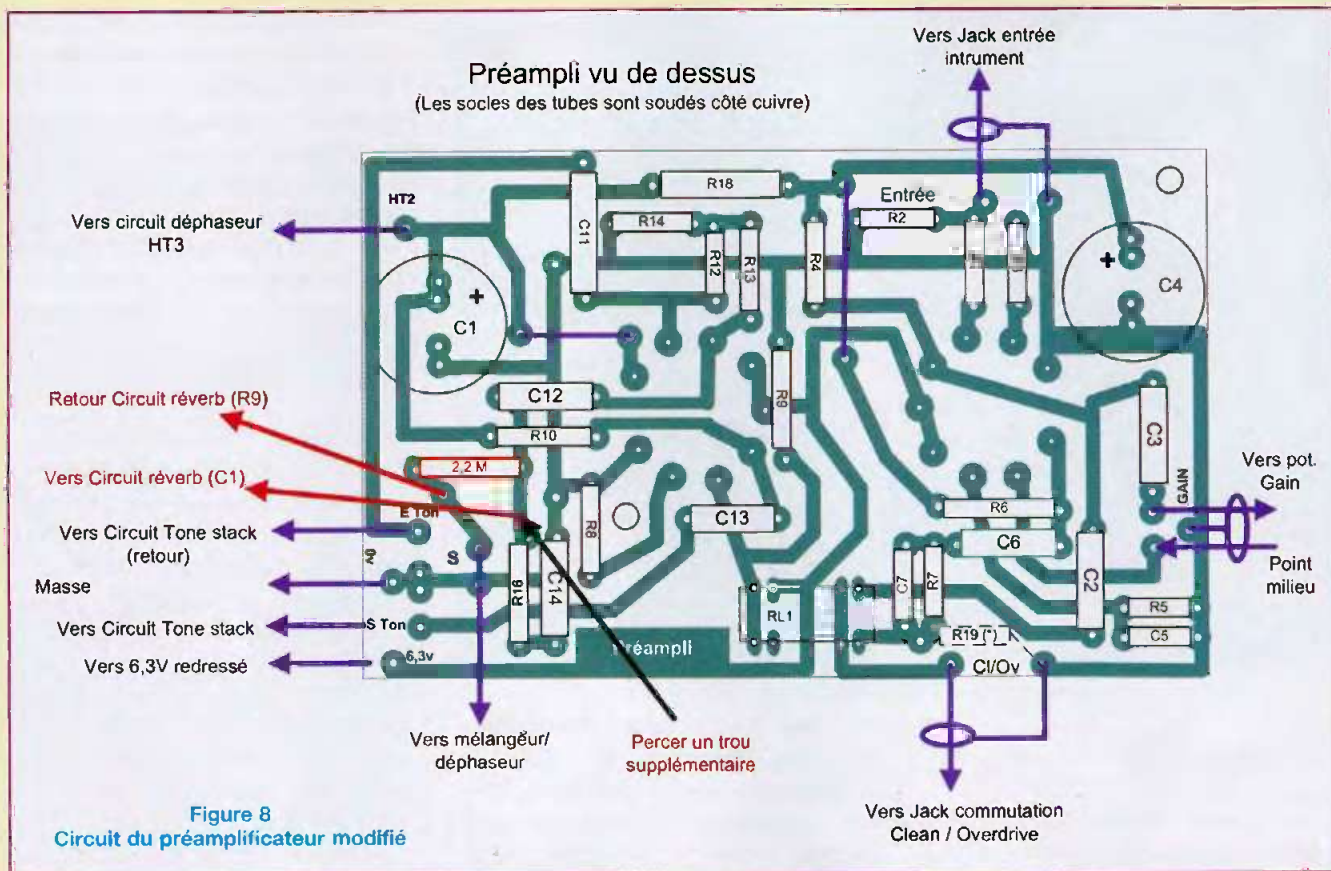 Préampli vu de dessus
(Les socles des tubes sont soudés côté cuivre)
Vers Jack entrée
intrument
Vers circuit déphaseur
HT3
HT2
C11
R18
R14
R12
R13
R4
Entrée
R2
+
C1
+
C4
Retour Circuit réverb (R9)
C12
R9
C3
R10
2,2 M
Vers Circuit réverb (C1)
E Ton
Vers pot.
Gain
GAIN
R8
C13
R6
C6
Vers Circuit Tone stack
(retour)
S
Point
milieu
Masse
R16
C14
RL1
C7
R7
C2
R5
Vers Circuit Tone stack
S Ton
R19 (*)
C5
Vers 6,3V redressé
6,3v
Préampli
Cl/Ov
Vers mélangeur/
déphaseur
Percer un trou
supplémentaire
Vers Jack commutation
Clean / Overdrive
Figure 8
Circuit du préamplificateur modifié